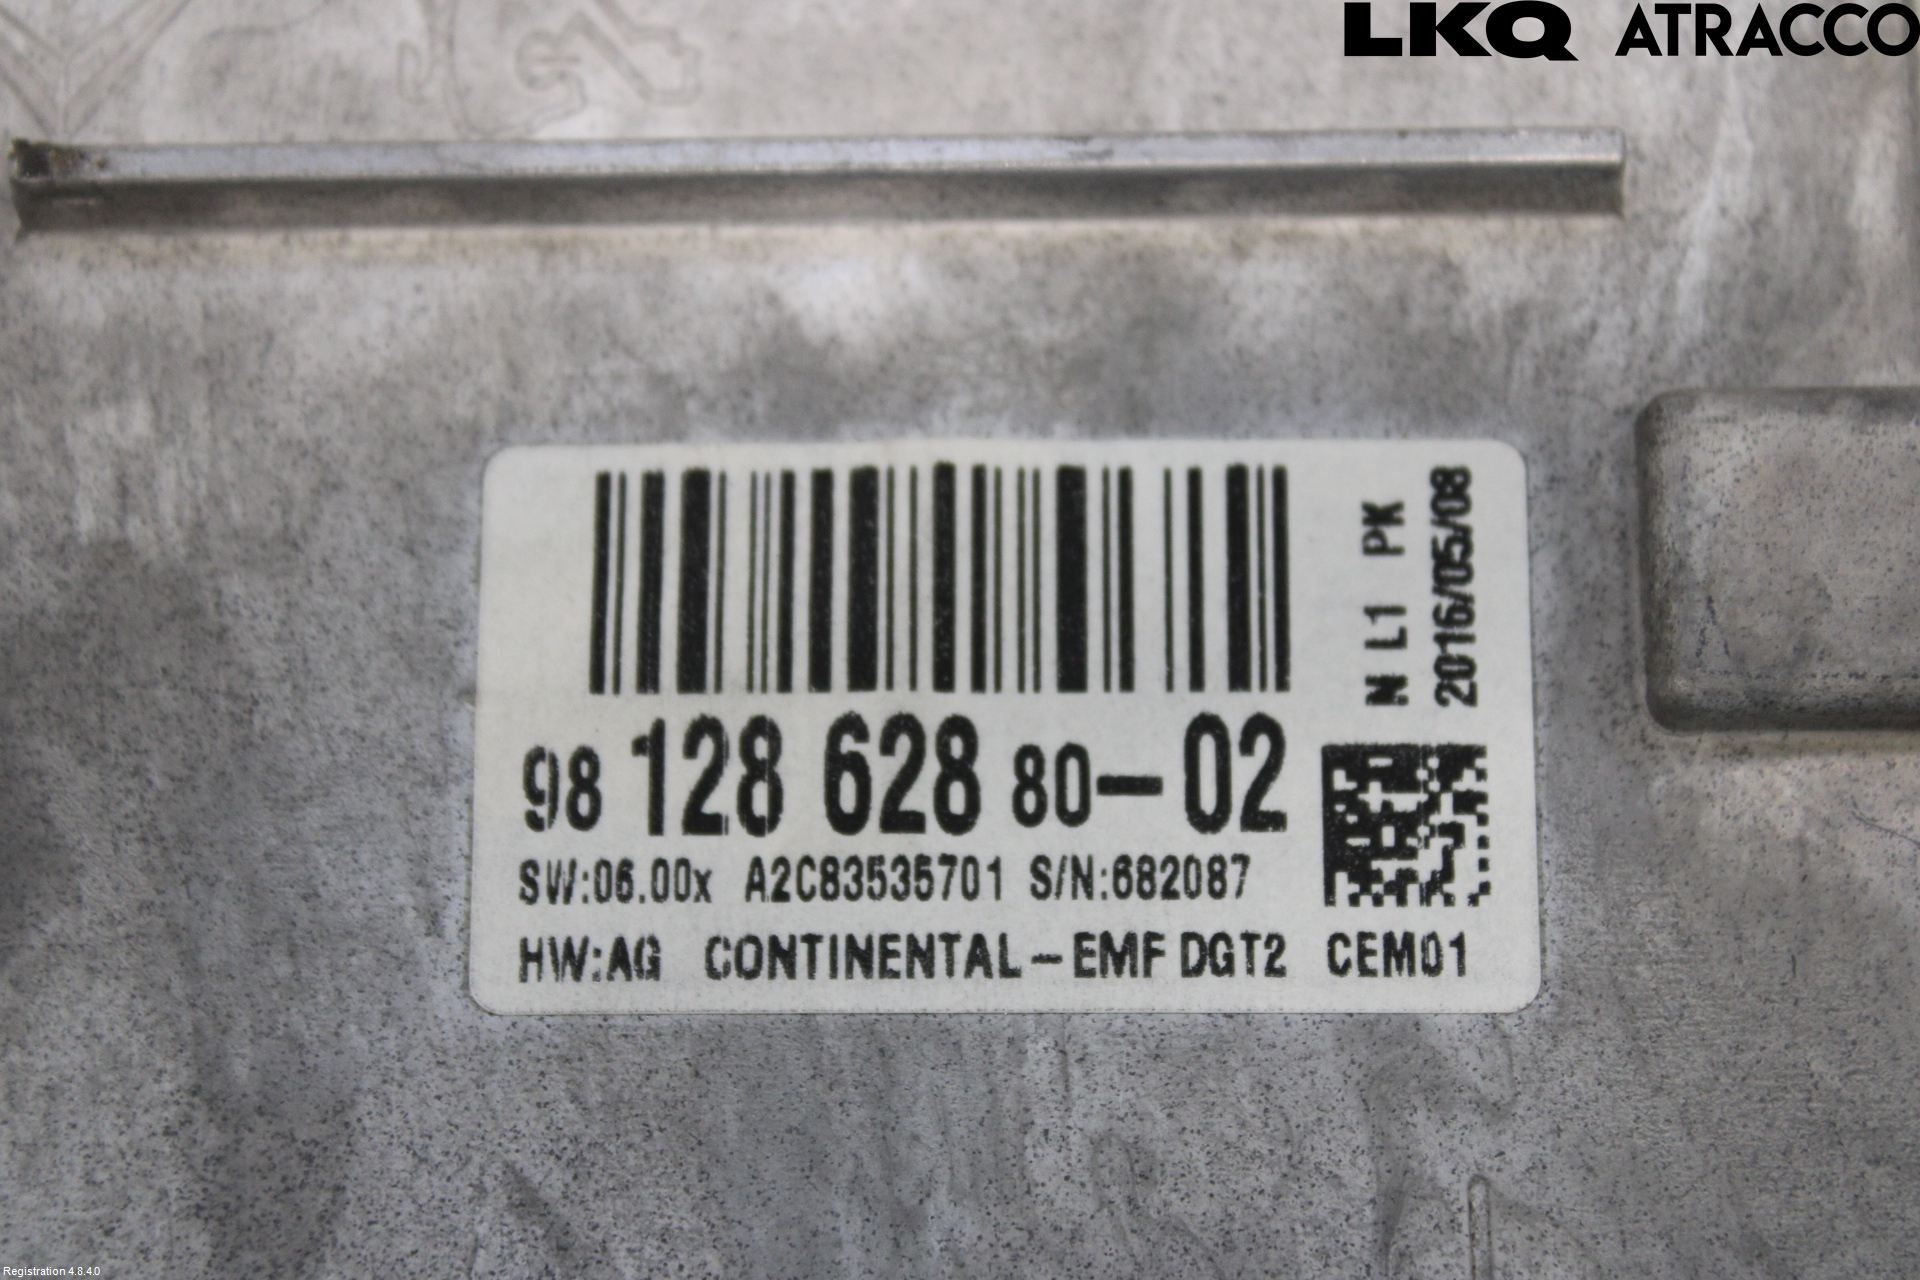 LKQ ATRACCO
N L1 PK
2016/05/08
98 128 628 80-02
SW:06.00x A2C83535701 S/N:682087
HW:AG CONTINENTAL-EMF DGT2 CEM01
Registration 4.8.4.0